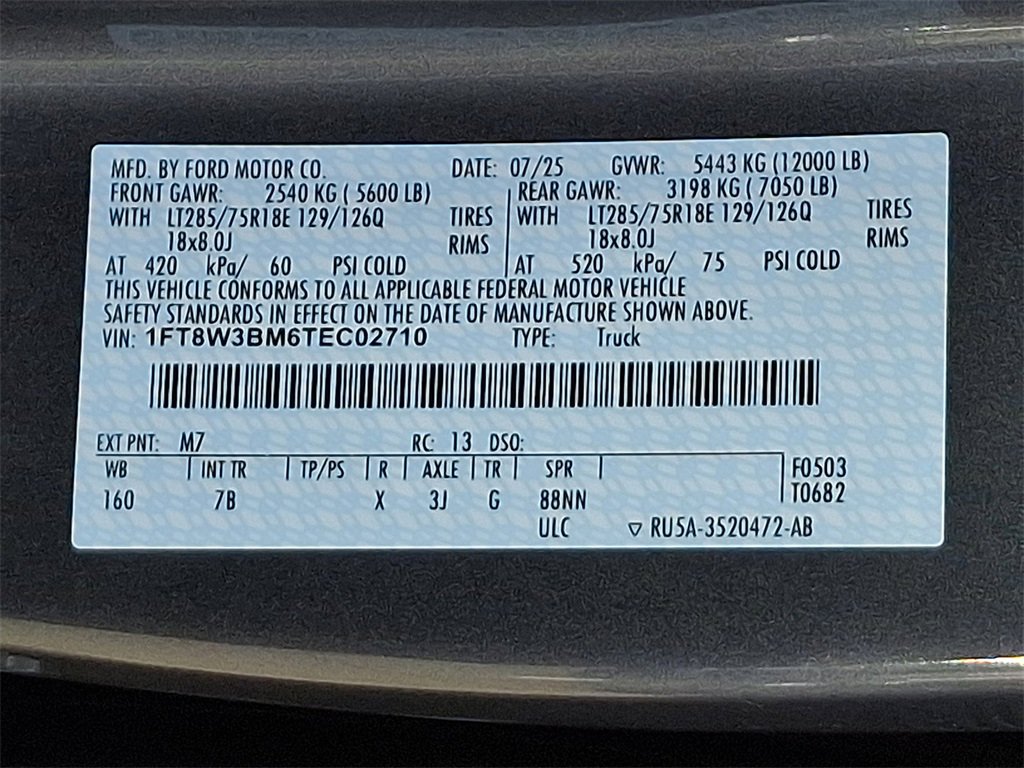 MFD. BY FORD MOTOR CO. DATE: 07/25 GVWR: 5443 KG (12000 LB)
FRONT GAWR: 2540 KG ( 5600 LB) REAR GAWR: 3198 KG ( 7050 LB)
WITH LT285/75R18E 129/126Q TIRES WITH LT285/75R18E 129/126Q TIRES
18x8.0J RIMS 18x8.0J RIMS
AT 420 kPa/ 60 PSI COLD AT 520 kPa/ 75 PSI COLD
THIS VEHICLE CONFORMS TO ALL APPLICABLE FEDERAL MOTOR VEHICLE
SAFETY STANDARDS IN EFFECT ON THE DATE OF MANUFACTURE SHOWN ABOVE.
VIN: 1FT8W3BM6TEC02710 TYPE: Truck
EXT PNT: M7 RC: 13 DSO:
WB INT TR TP/PS R AXLE TR SPR F0503
160 7B X 3J G 88NN T0682
ULC ▽ RU5A-3520472-AB